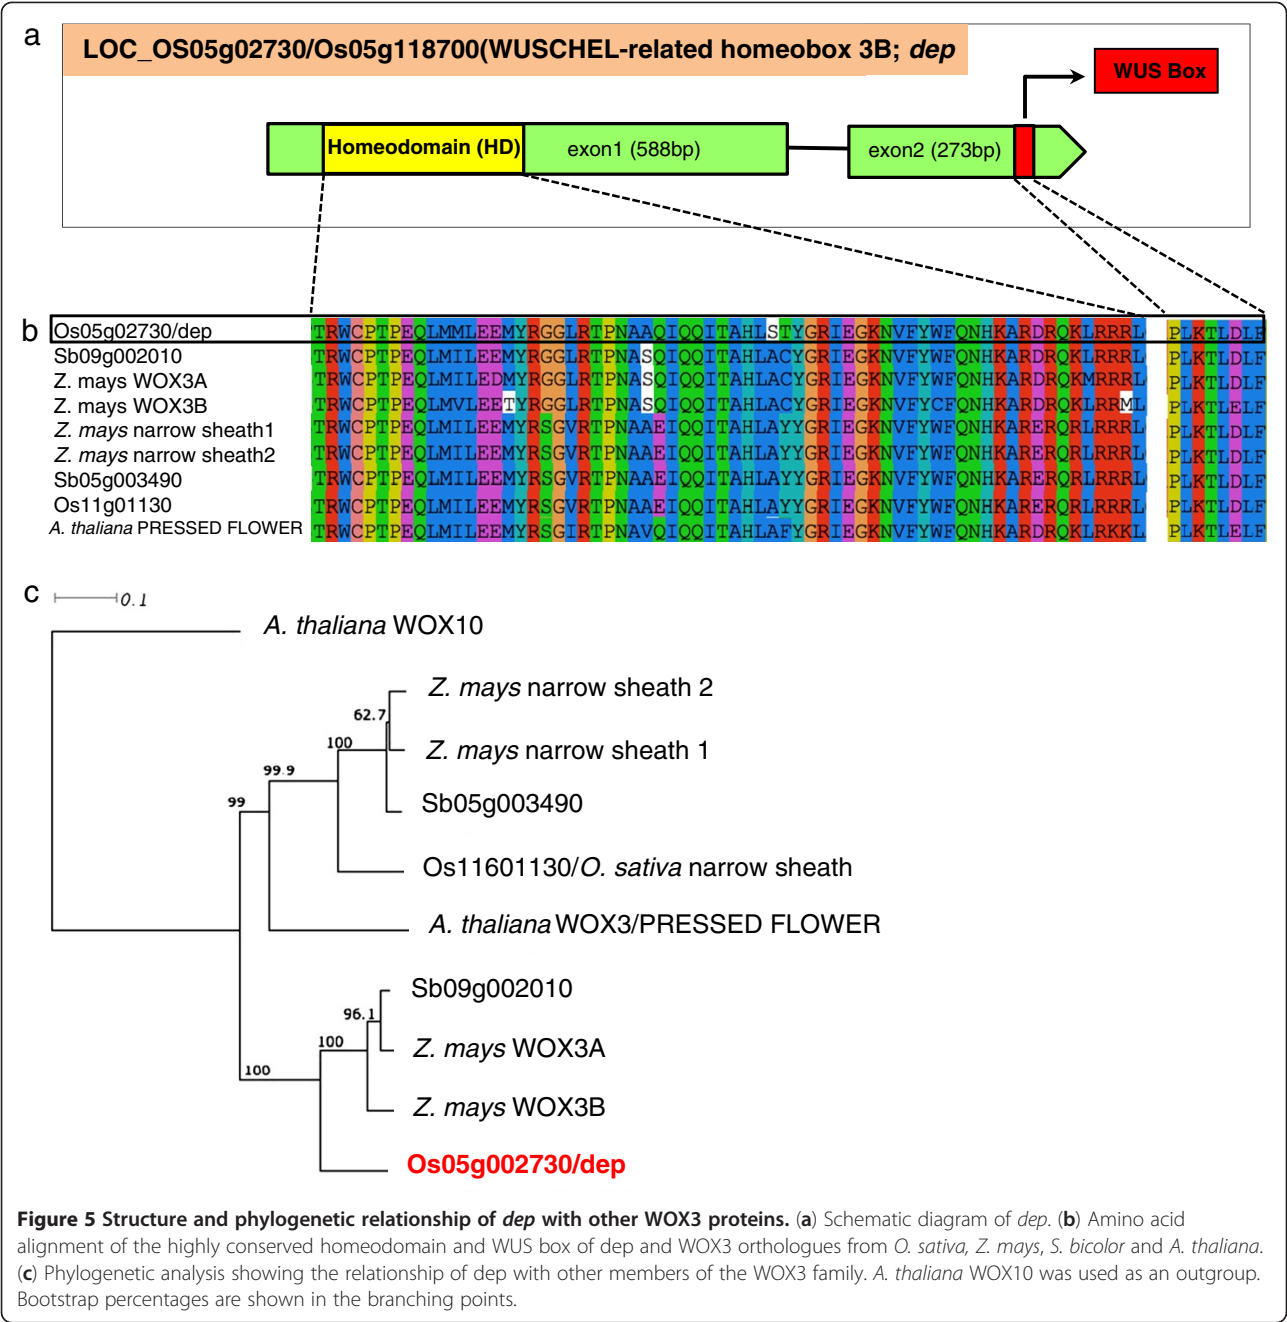 a
LOC_OS05g02730/Os05g118700(WUSCHEL-related homeobox 3B; dep
WUS Box
Homeodomain (HD)
exon1 (588bp)
exon2 (273bp)
b
Os05g02730/dep TRWCPTPEQLMMLEEMYRGGLRTPNAAQIQQITAHLSTYGRIEGKNVFYWFQNHKARDRQKLRRRL PLKTLDLF
Sb09g002010 TRWCPTPEQLMILEEMYRGGLRTPNASQIQQITAHLACYGRIEGKNVFYWFQNHKARDRQKLRRRL PLKTLDLF
Z. mays WOX3A TRWCPTPEQLMILEDMYRGGLRTPNASQIQQITAHLACYGRIEGKNVFYWFQNHKARDRQKMRRRL PLKTLDLF
Z. mays WOX3B TRWCPTPEQLMVLEETYRGGLRTPNASQIQQITAHLACYGRIEGKNVFYCFQNHKARDRQKLRRML PLKTLELF
Z. mays narrow sheath1 TRWCPTPEQLMILEEMYRSGVRTPNAAEIQQITAHLAYYGRIEGKNVFYWFQNHKARERQKLRRRL PLKTLDLF
Z. mays narrow sheath2 TRWCPTPEQLMILEEMYRSGVRTPNAAEIQQITAHLAYYGRIEGKNVFYWFQNHKARERQKLRRRL PLKTLDLF
Sb05g003490 TRWCPTPEQLMILEEMYRSGVRTPNAAEIQQITAHLAYYGRIEGKNVFYWFQNHKARERQRLRRRL PLKTLDLF
Os11g01130 TRWCPTPEQLMILEEMYRSGVRTPNAAEIQQITAHLAYYGRIEGKNVFYWFQNHKARERQRLRRRL PLKTLDLF
A. thaliana PRESSED FLOWER TRWCPTPEQLMILEEMYRSGIRTPNAVQIQQITAHLAFYGRIEGKNVFYWFQNHKARDRQKLRKKL PLKTLELF
c
0.1
A. thaliana WOX10
Z. mays narrow sheath 2
62.7
Z. mays narrow sheath 1
100
99.9
Sb05g003490
99
Os11601130/O. sativa narrow sheath
A. thaliana WOX3/PRESSED FLOWER
Sb09g002010
96.1
Z. mays WOX3A
100
100
Z. mays WOX3B
Os05g002730/dep
Figure 5 Structure and phylogenetic relationship of dep with other WOX3 proteins. (a) Schematic diagram of dep. (b) Amino acid
alignment of the highly conserved homeodomain and WUS box of dep and WOX3 orthologues from O. sativa, Z. mays, S. bicolor and A. thaliana.
(c) Phylogenetic analysis showing the relationship of dep with other members of the WOX3 family. A. thaliana WOX10 was used as an outgroup.
Bootstrap percentages are shown in the branching points.